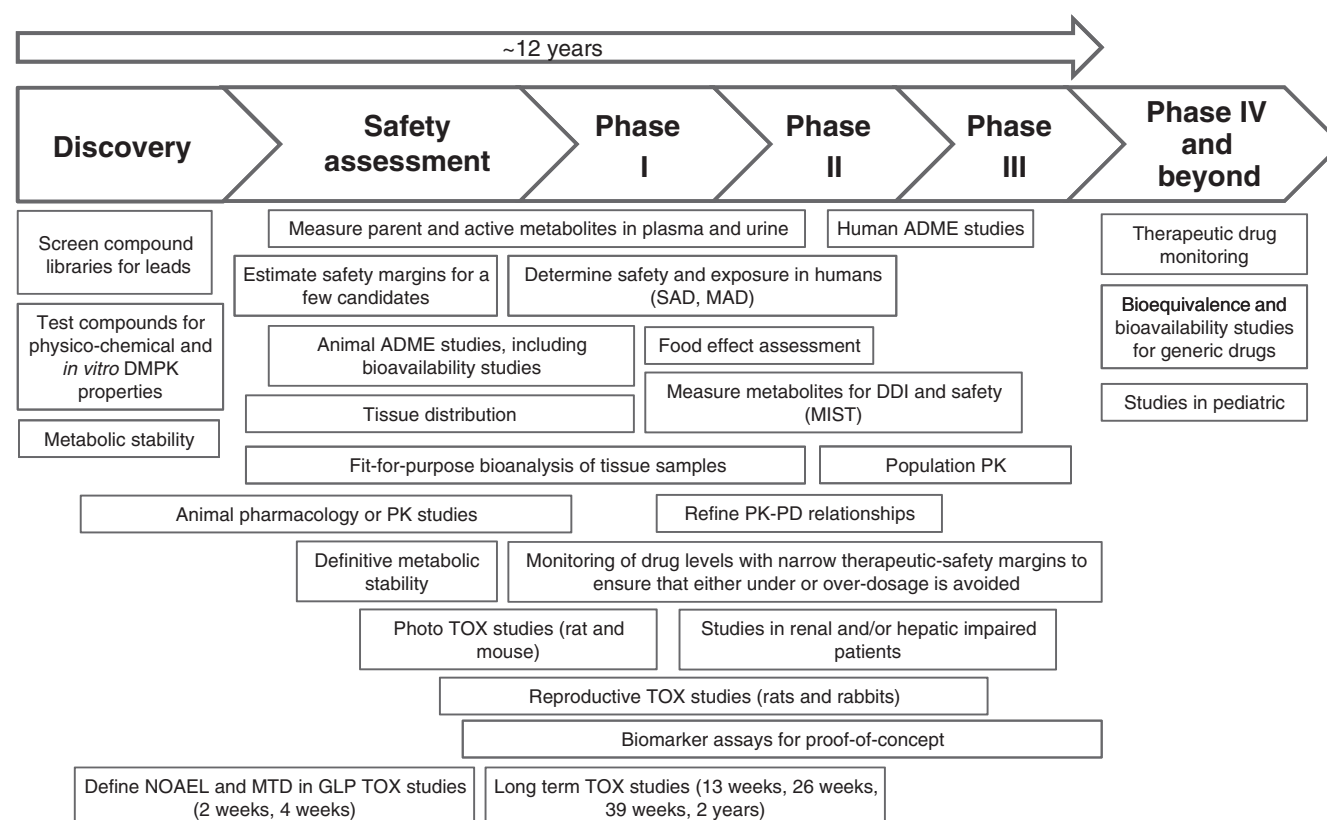 ~12 years
Discovery
Safety
assessment
Phase
I
Phase
II
Phase
III
Phase IV
and
beyond
Screen compound
libraries for leads
Measure parent and active metabolites in plasma and urine
Human ADME studies
Therapeutic drug
monitoring
Estimate safety margins for a
few candidates
Determine safety and exposure in humans
(SAD, MAD)
Test compounds for
physico-chemical and
in vitro DMPK
properties
Bioequivalence and
bioavailability studies
for generic drugs
Animal ADME studies, including
bioavailability studies
Food effect assessment
Measure metabolites for DDI and safety
(MIST)
Studies in pediatric
Tissue distribution
Metabolic stability
Fit-for-purpose bioanalysis of tissue samples
Population PK
Animal pharmacology or PK studies
Refine PK-PD relationships
Definitive metabolic
stability
Monitoring of drug levels with narrow therapeutic-safety margins to
ensure that either under or over-dosage is avoided
Photo TOX studies (rat and
mouse)
Studies in renal and/or hepatic impaired
patients
Reproductive TOX studies (rats and rabbits)
Biomarker assays for proof-of-concept
Define NOAEL and MTD in GLP TOX studies
(2 weeks, 4 weeks)
Long term TOX studies (13 weeks, 26 weeks,
39 weeks, 2 years)